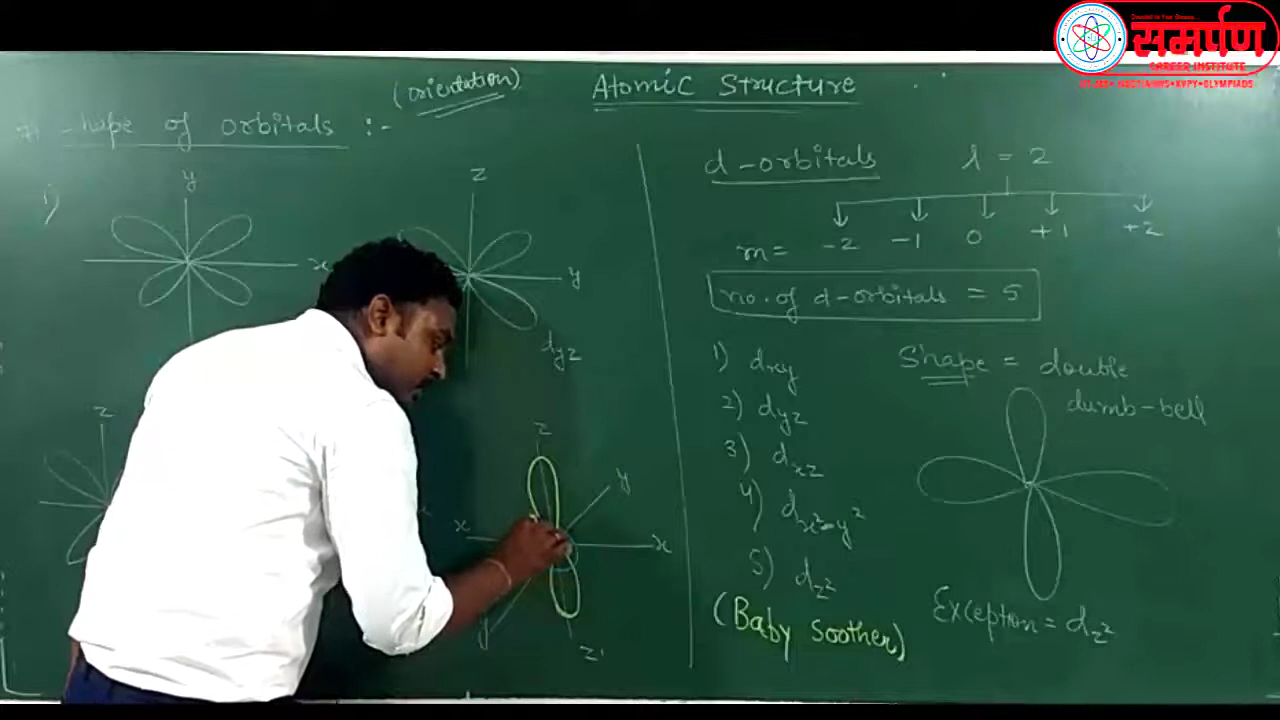 समर्पण
CAREER INSTITUTE
(orientation)
Atomic Structure
of orbitals :-
1)
y
x
z
y
dyz
z
z
y
x
x
y
z'
d-orbitals l = 2
m = -2 -1 0 +1 +2
no. of d-orbitals = 5
1) dxy
2) dyz
3) dxz
4) dx²-y²
5) dz²
(Baby Soother)
Shape = double
dumb-bell
Exception = dz²